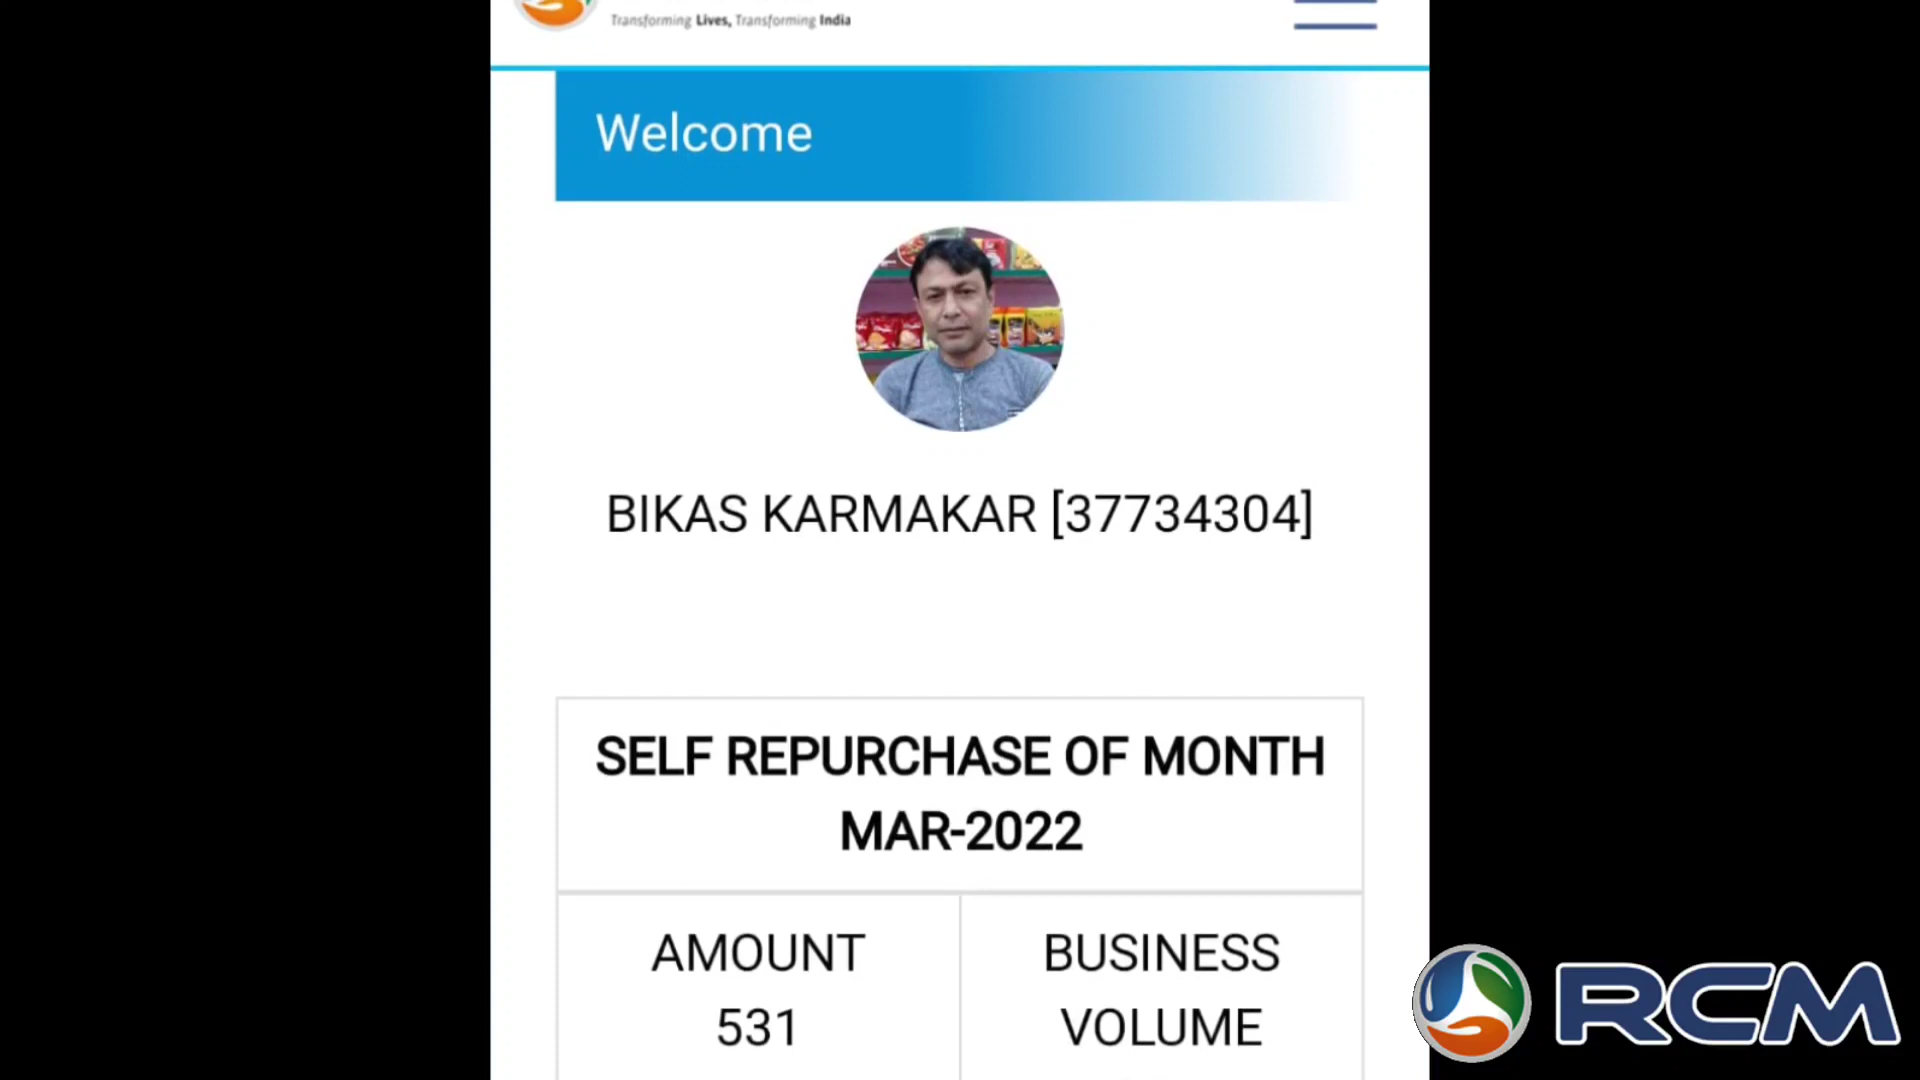 Transforming Lives, Transforming India
Welcome
BIKAS KARMAKAR [37734304]
SELF REPURCHASE OF MONTH
MAR-2022
AMOUNT
531
BUSINESS
VOLUME
RCM